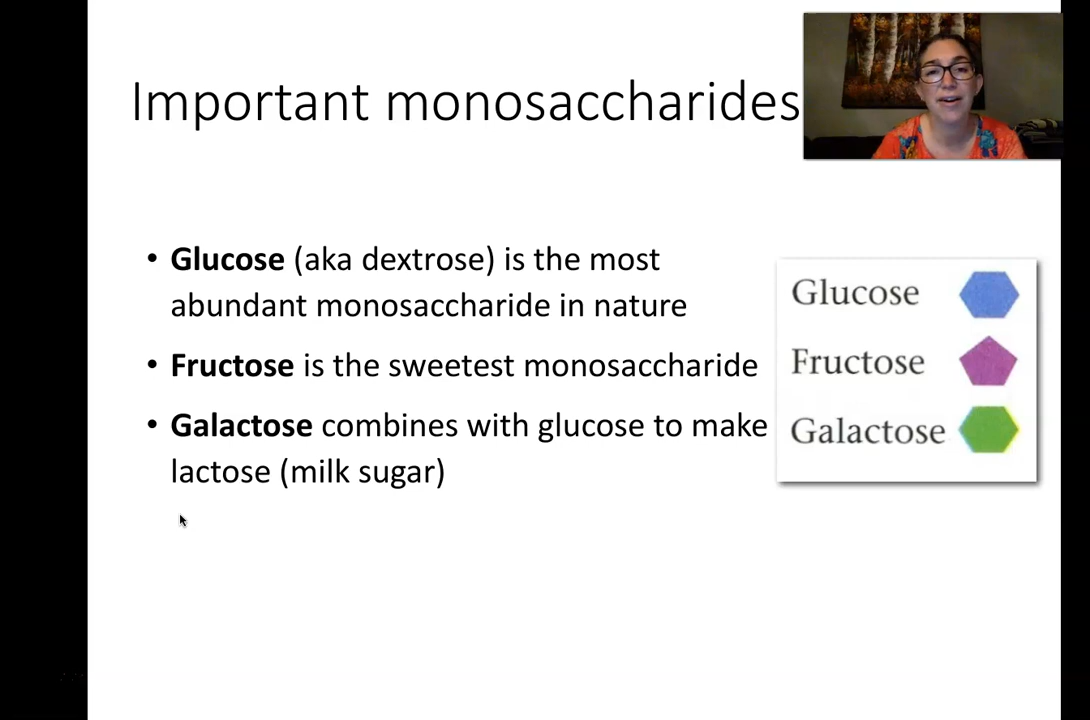 Important monosaccharides
• Glucose (aka dextrose) is the most
abundant monosaccharide in nature
• Fructose is the sweetest monosaccharide
• Galactose combines with glucose to make
lactose (milk sugar)
Glucose
Fructose
Galactose